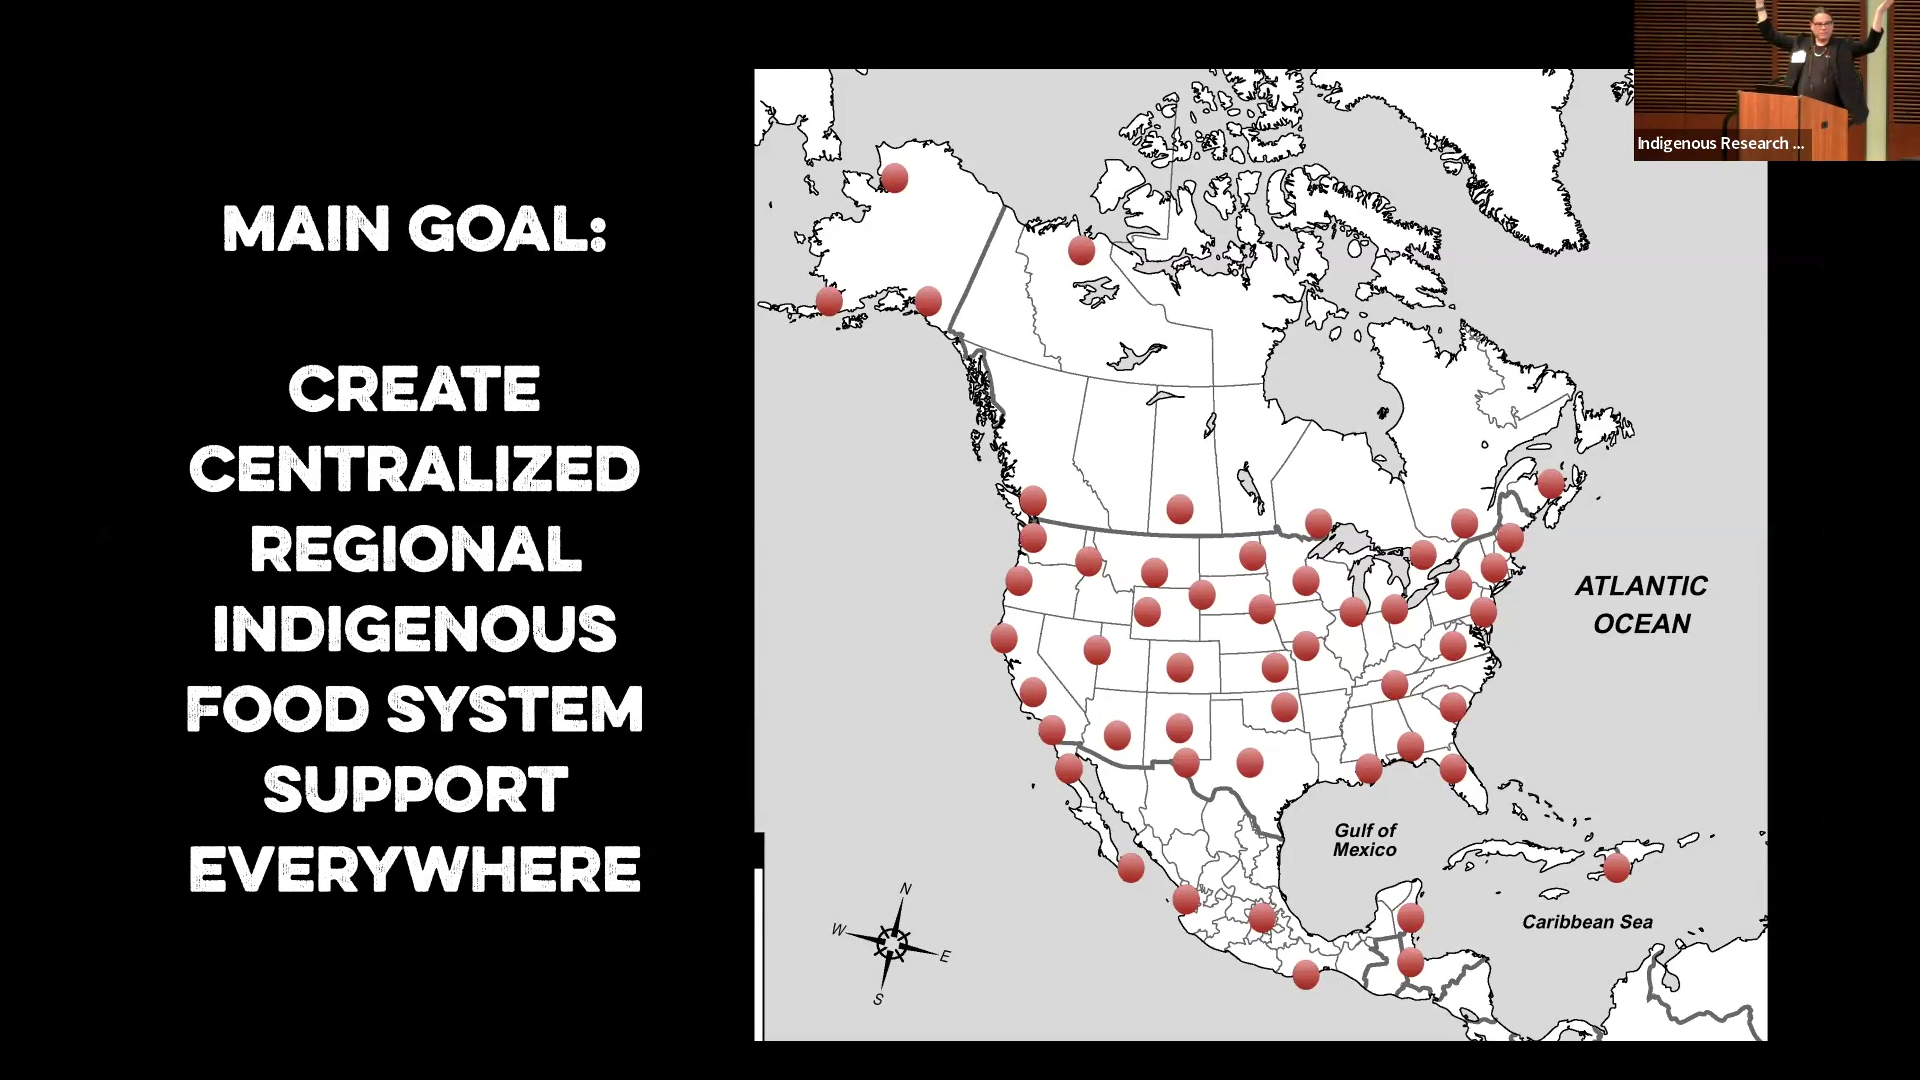 MAIN GOAL:
CREATE
CENTRALIZED
REGIONAL
INDIGENOUS
FOOD SYSTEM
SUPPORT
EVERYWHERE
Indigenous Research ...
ATLANTIC
OCEAN
Gulf of
Mexico
Caribbean Sea
N
W
E
S